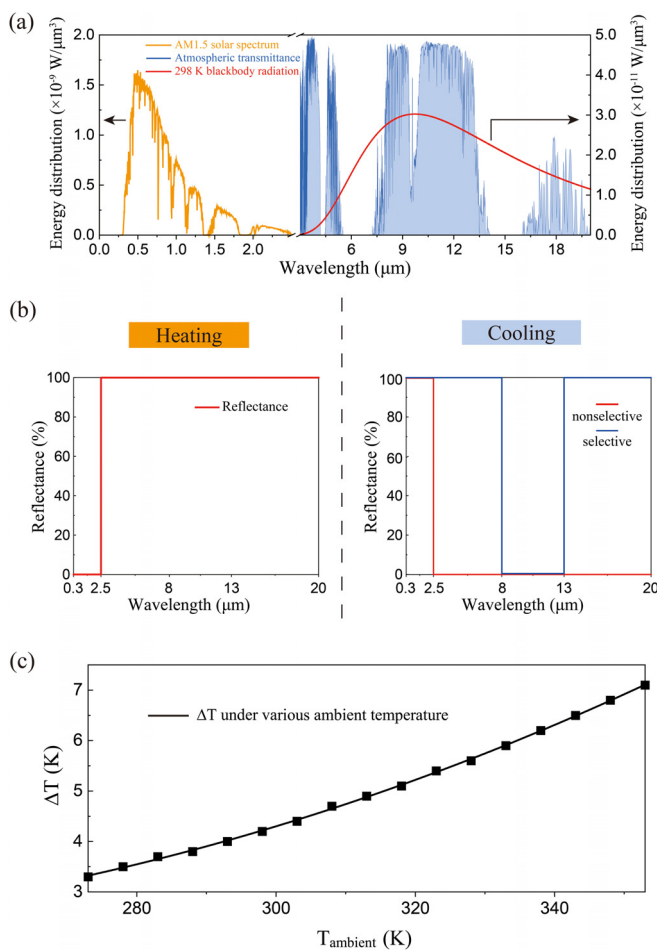 (a)
AM1.5 solar spectrum
Atmospheric transmittance
298 K blackbody radiation
Energy distribution (×10⁻⁹ W/μm³)
2.0
1.5
1.0
0.5
0.0
Energy distribution (×10⁻¹¹ W/μm³)
5.0
4.0
3.0
2.0
1.0
0.0
0.0 0.5 1.0 1.5 2.0 6 9 12 15 18
Wavelength (μm)
(b)
Heating
Reflectance (%)
100
80
60
40
20
0
Reflectance
0.3 2.5 8 13 20
Wavelength (μm)
Cooling
Reflectance (%)
100
80
60
40
20
0
nonselective
selective
0.3 2.5 8 13 20
Wavelength (μm)
(c)
ΔT (K)
7
6
5
4
3
ΔT under various ambient temperature
280 300 320 340
Tambient (K)